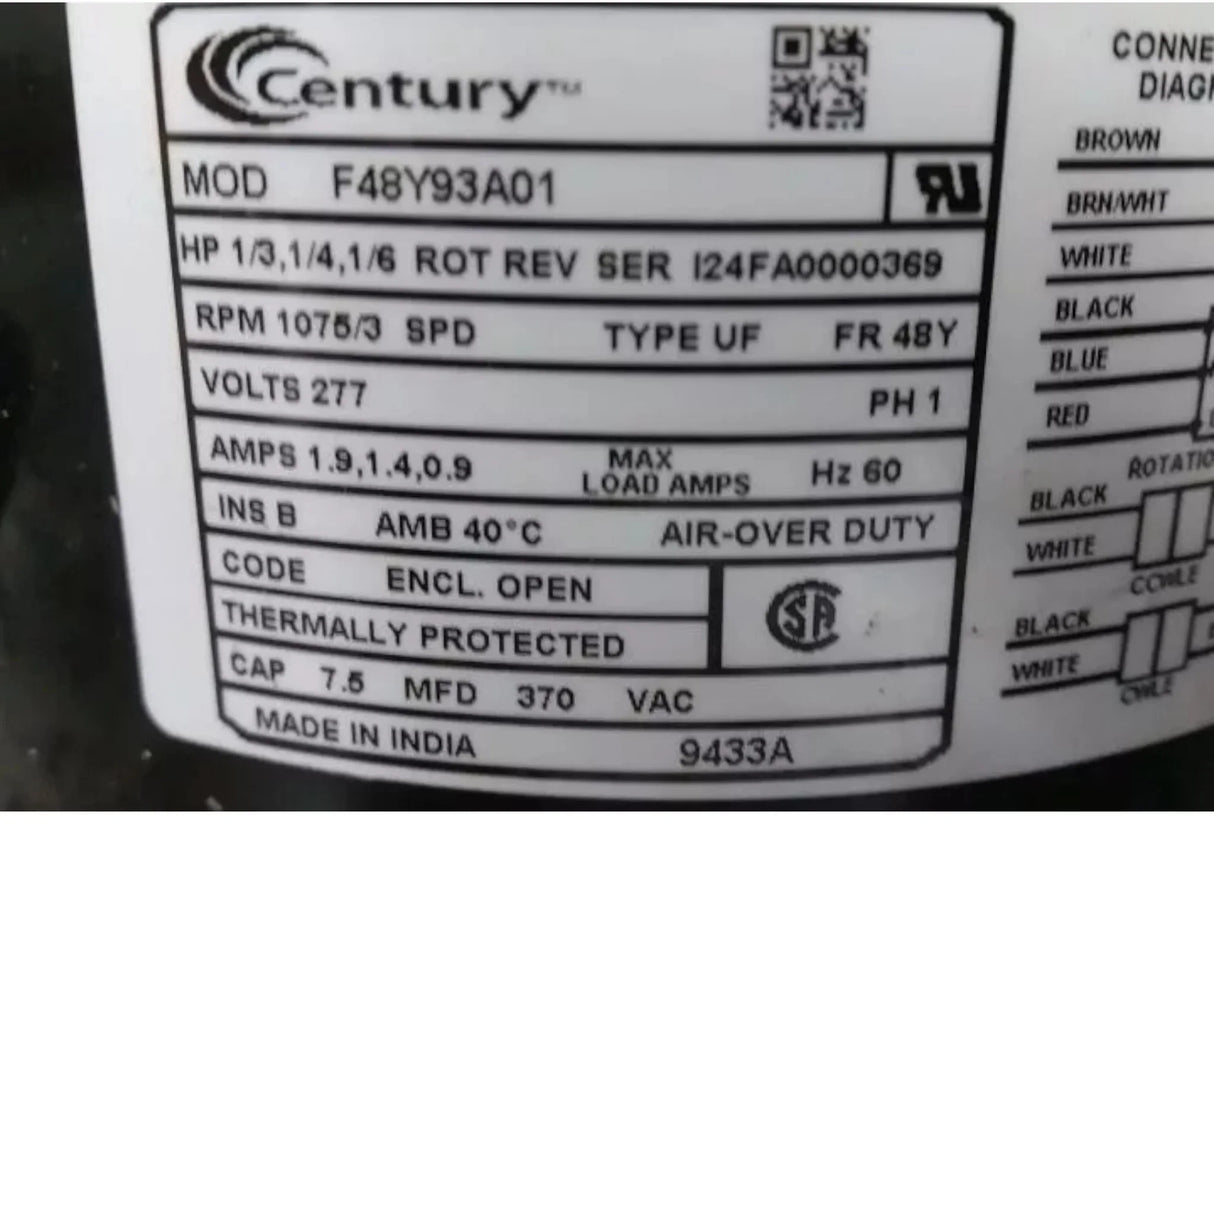 Century™
MOD F48Y93A01
HP 1/3,1/4,1/6 ROT REV SER I24FA0000369
RPM 1075/3 SPD TYPE UF FR 48Y
VOLTS 277 PH 1
AMPS 1.9,1.4,0.9 MAX LOAD AMPS Hz 60
INS B AMB 40°C AIR-OVER DUTY
CODE ENCL. OPEN
THERMALLY PROTECTED
CAP 7.5 MFD 370 VAC
MADE IN INDIA 9433A
BROWN
BRN/WHT
WHITE
BLACK
BLUE
RED
BLACK
WHITE
BLACK
WHITE